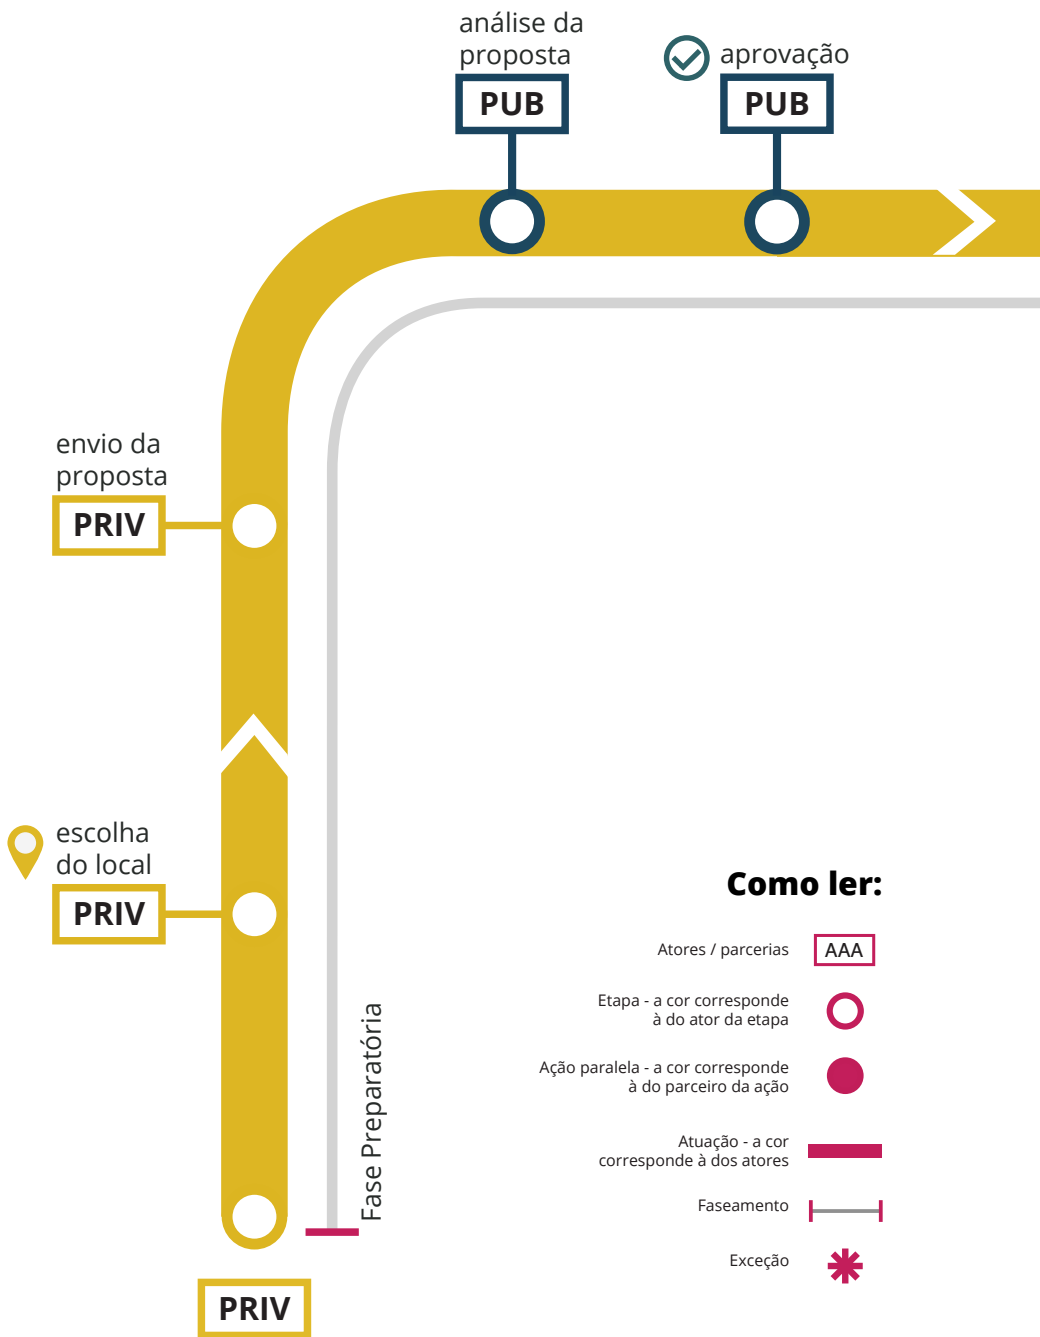 análise da
proposta
PUB
aprovação
PUB
envio da
proposta
PRIV
escolha
do local
PRIV
Fase Preparatória
PRIV
Como ler:
Atores / parcerias
AAA
Etapa - a cor corresponde
à do ator da etapa
Ação paralela - a cor corresponde
à do parceiro da ação
Atuação - a cor
corresponde à dos atores
Faseamento
Exceção